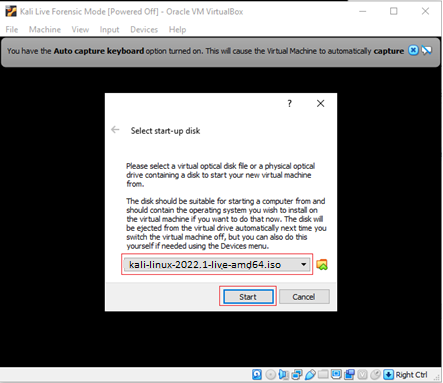 Kali Live Forensic Mode [Powered Off] - Oracle VM VirtualBox
File Machine View Input Devices Help
You have the Auto capture keyboard option turned on. This will cause the Virtual Machine to automatically capture
?
Select start-up disk
Please select a virtual optical disk file or a physical optical
drive containing a disk to start your new virtual machine
from.
The disk should be suitable for starting a computer from and
should contain the operating system you wish to install on
the virtual machine if you want to do that now. The disk will
be ejected from the virtual drive automatically next time you
switch the virtual machine off, but you can also do this
yourself if needed using the Devices menu.
kali-linux-2022.1-live-amd64.iso
Start Cancel
Right Ctrl